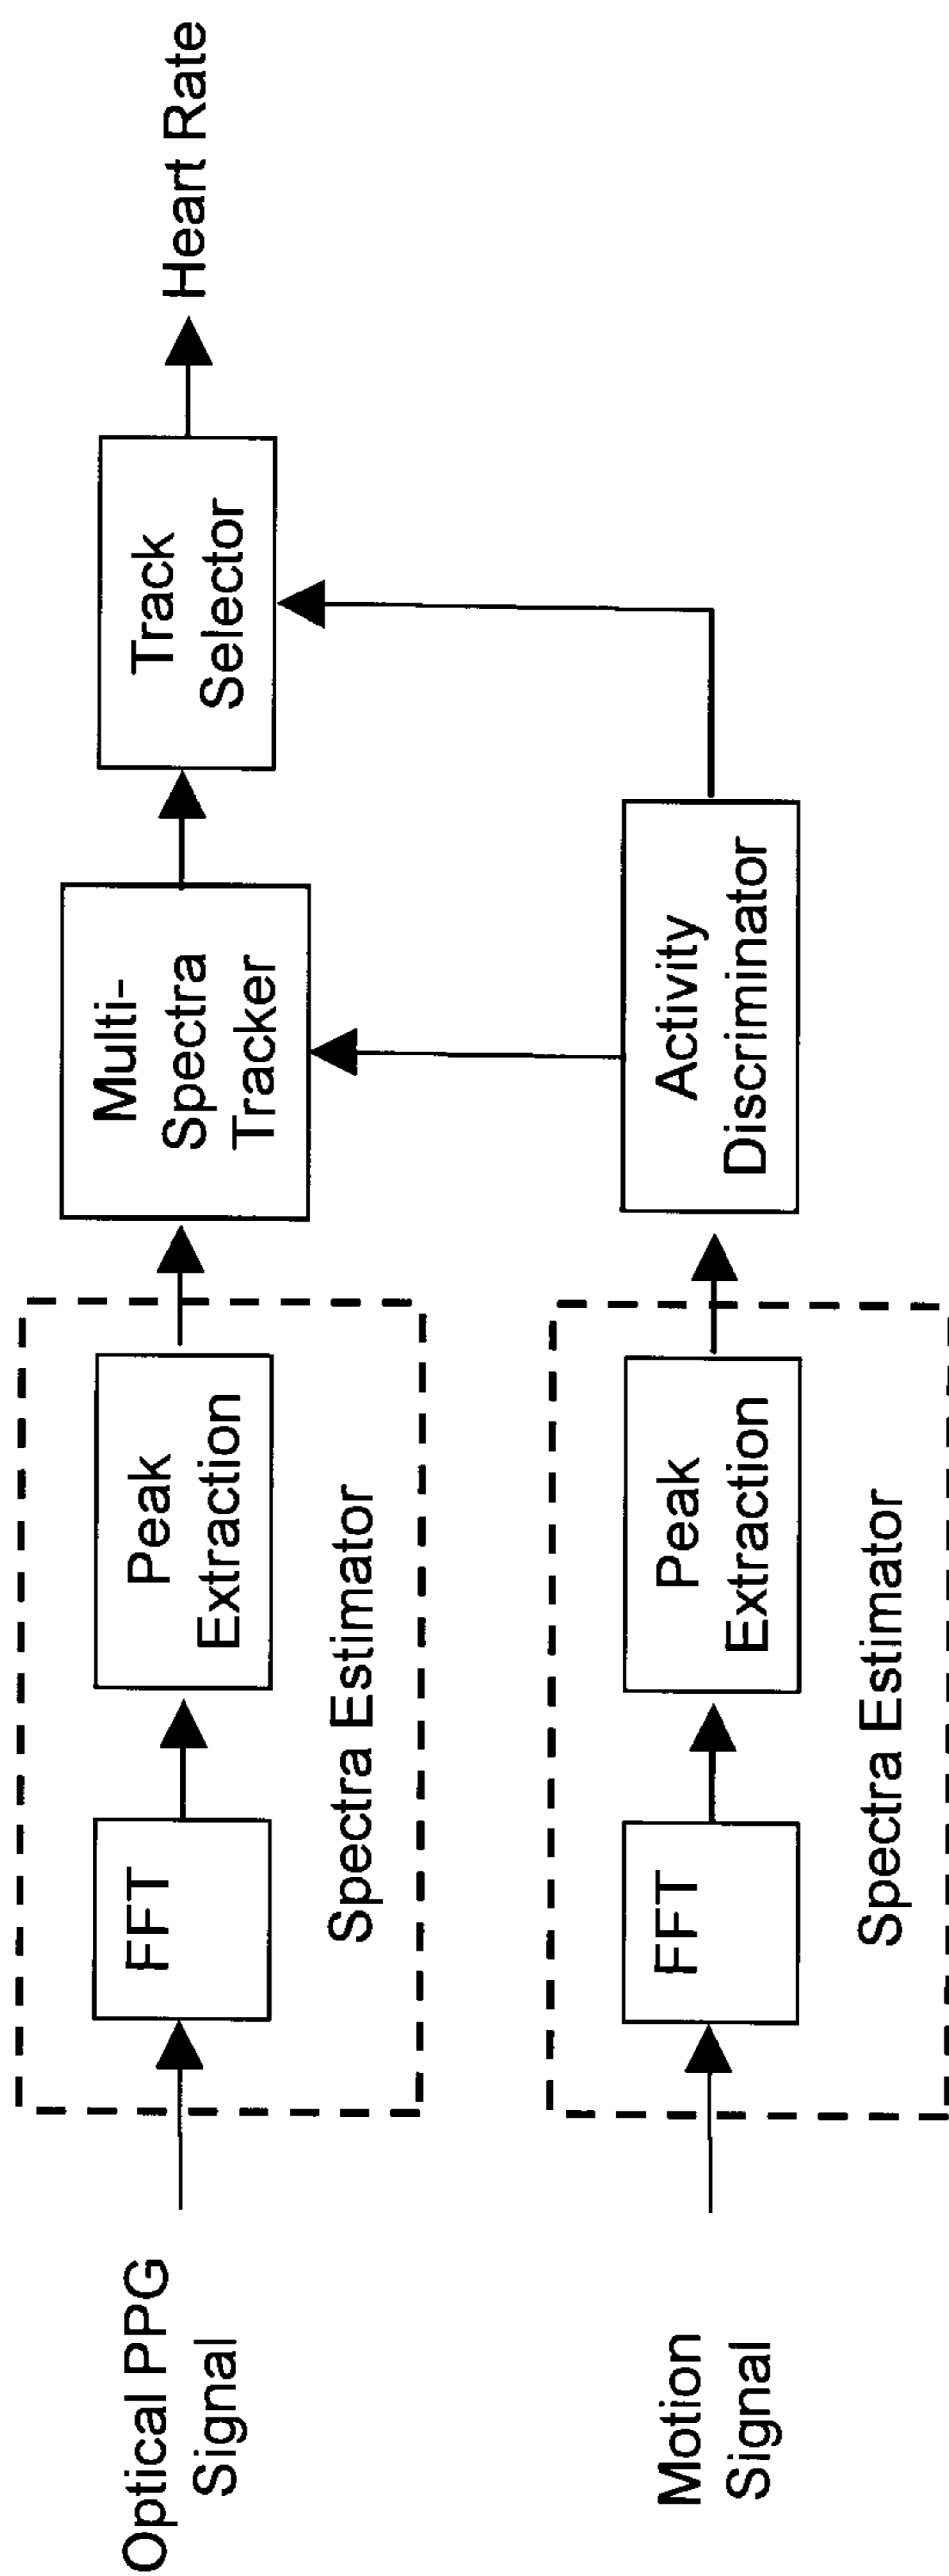 Optical PPG
Signal
FFT
Peak
Extraction
Spectra Estimator
Multi-
Spectra
Tracker
Track
Selector
Heart Rate
Motion
Signal
FFT
Peak
Extraction
Spectra Estimator
Activity
Discriminator